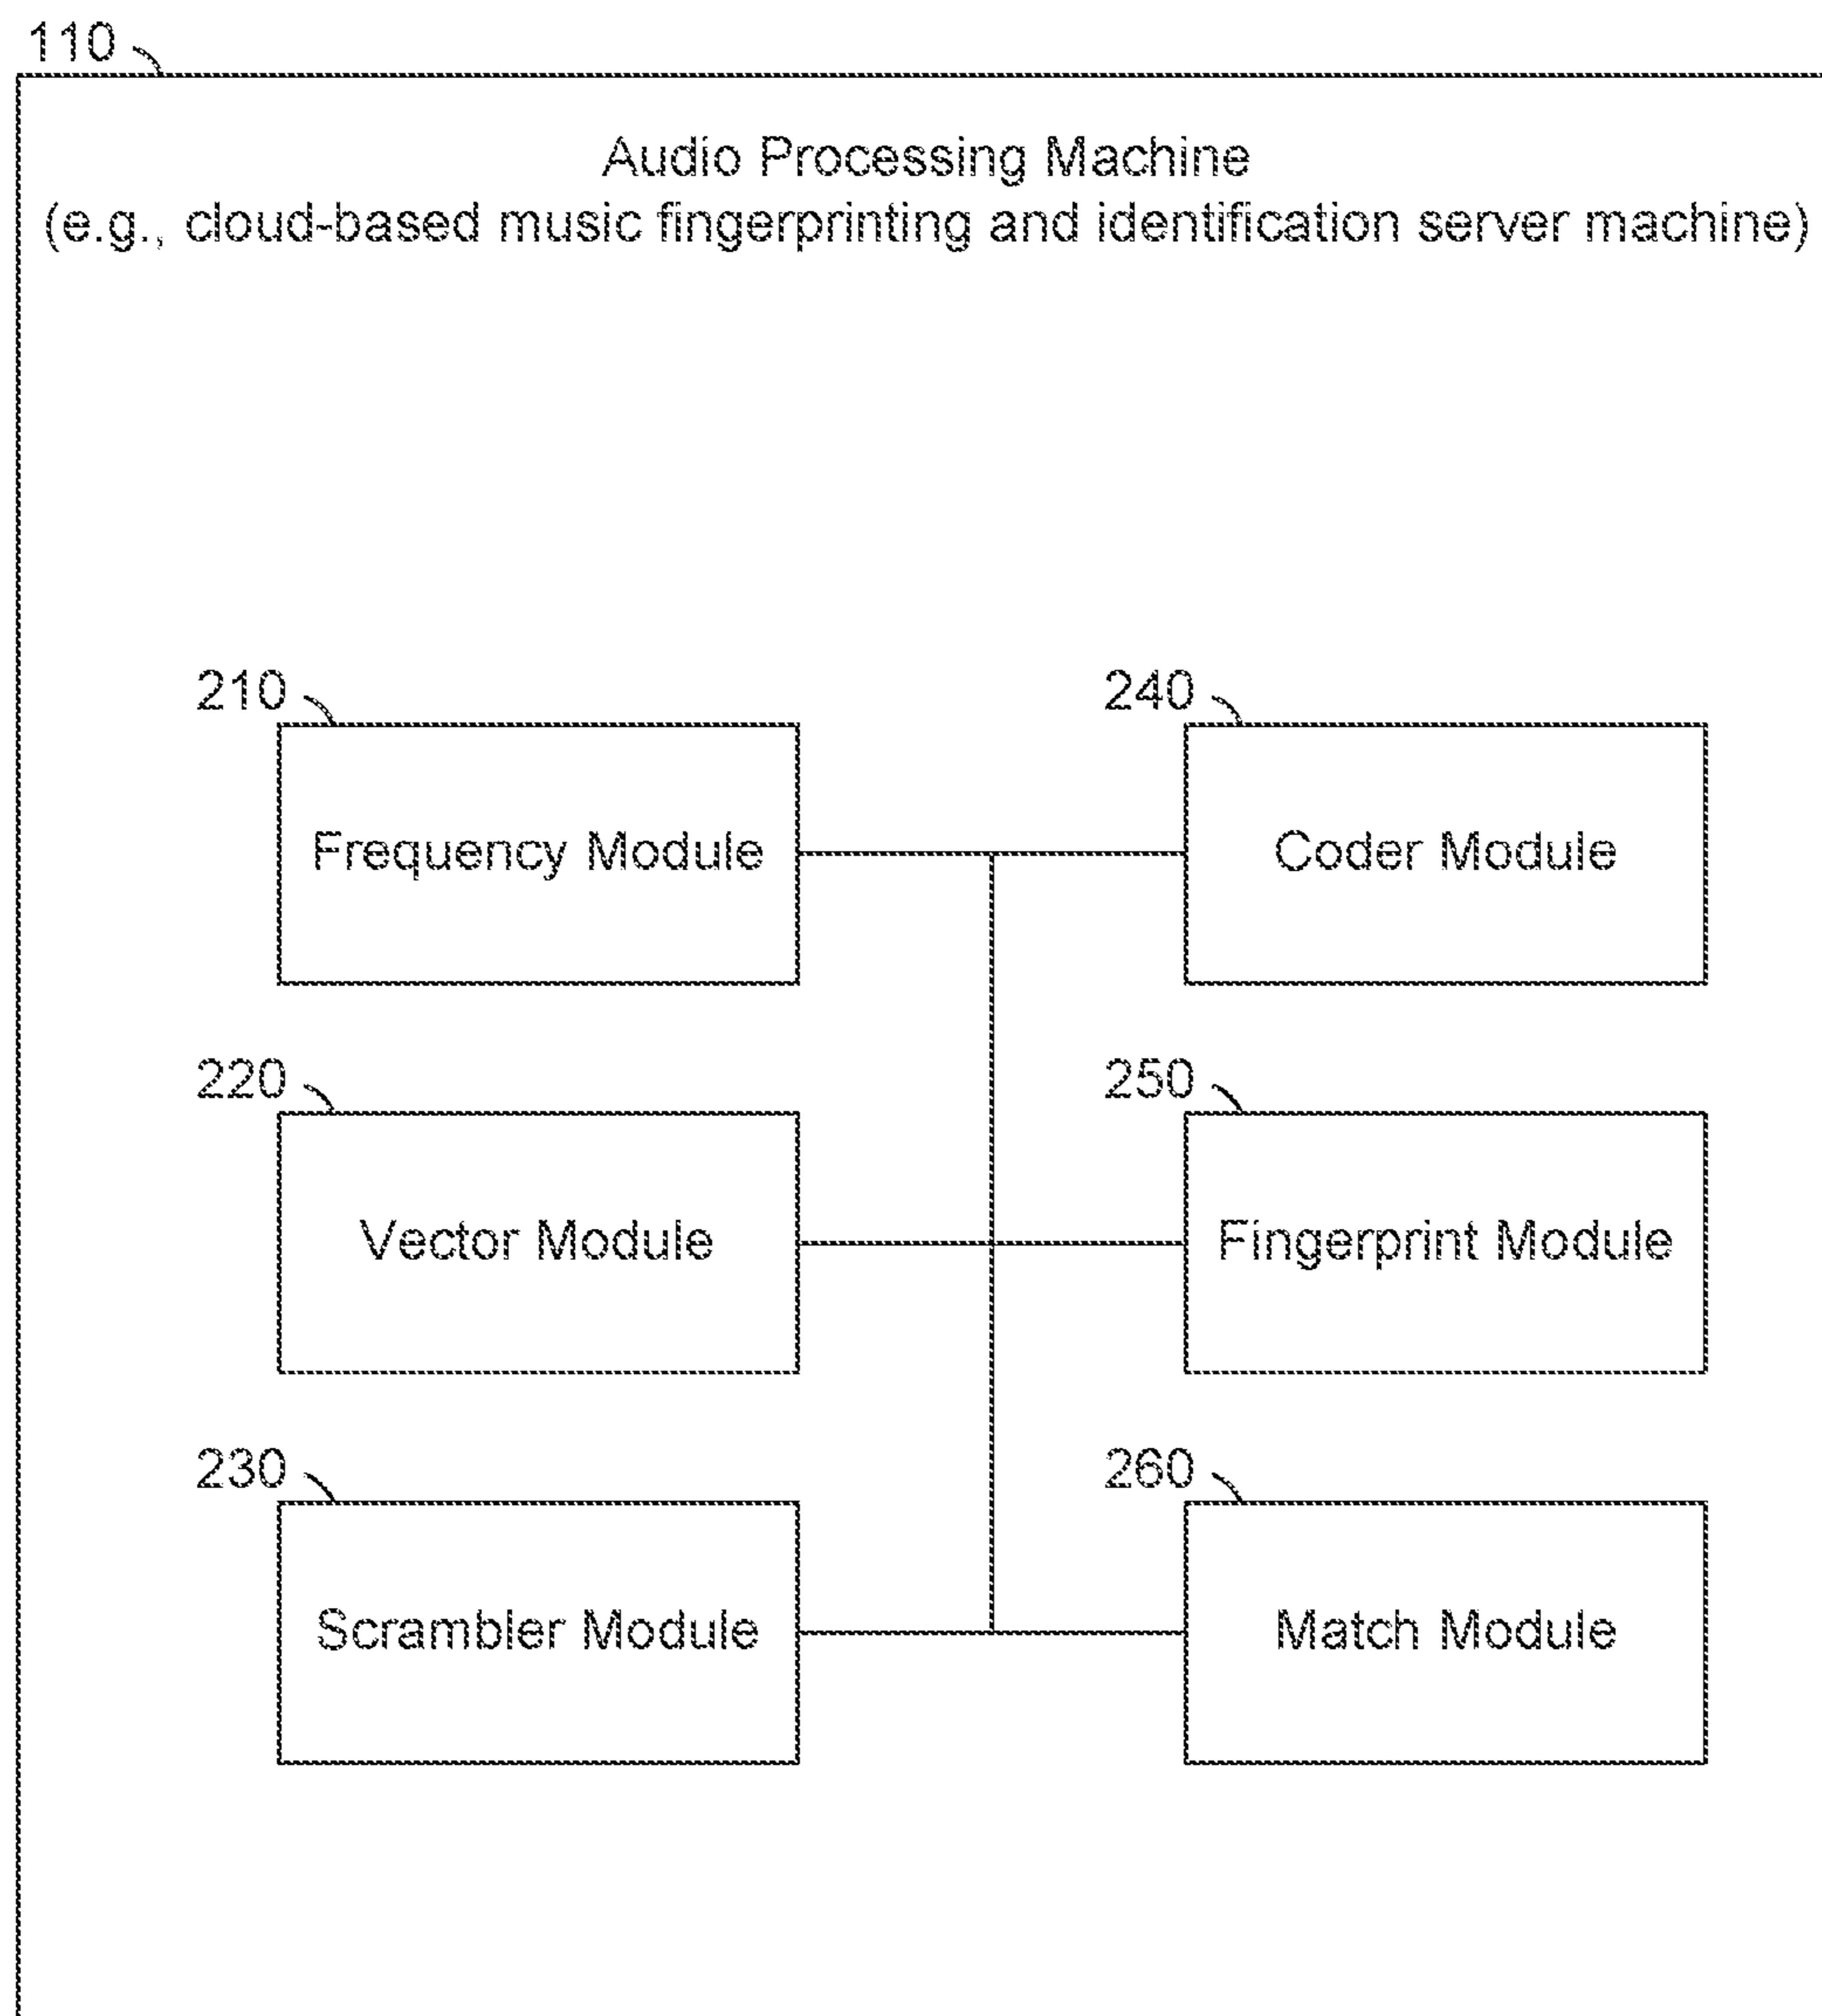 110
Audio Processing Machine
(e.g., cloud-based music fingerprinting and identification server machine)
210
240
Frequency Module
Coder Module
220
250
Vector Module
Fingerprint Module
230
260
Scrambler Module
Match Module